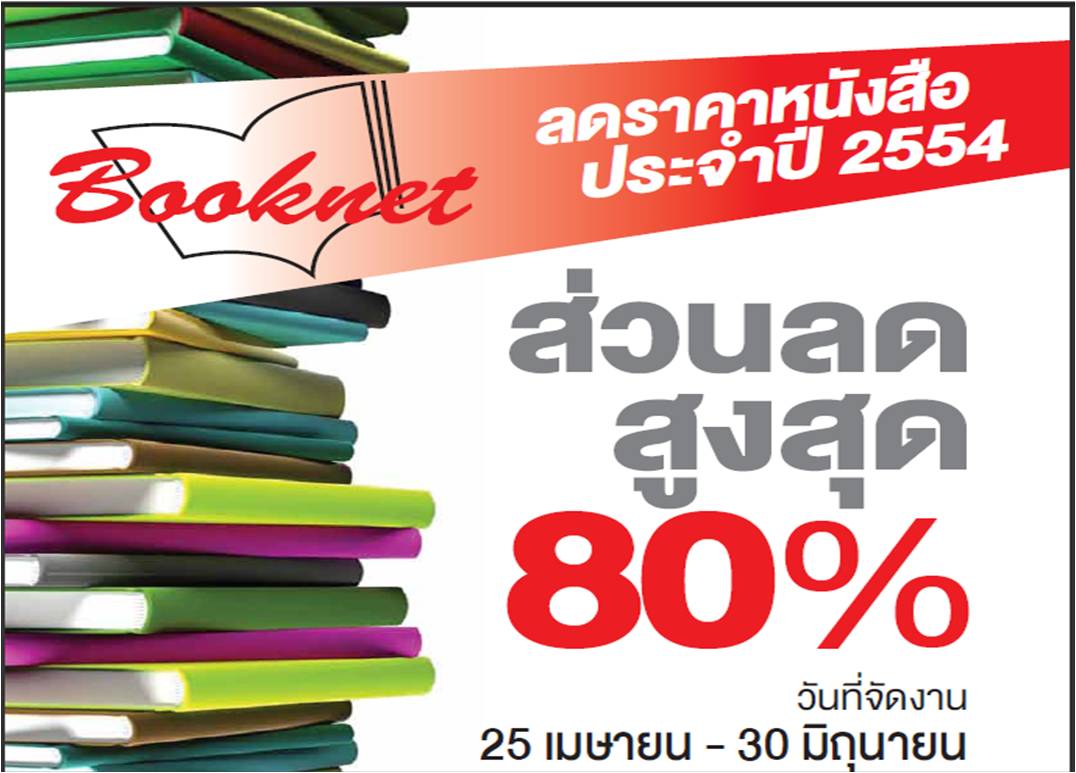 Booknet
ลดราคาหนังสือ
ประจำปี 2554
ส่วนลด
สูงสุด
80%
วันที่จัดงาน
25 เมษายน - 30 มิถุนายน